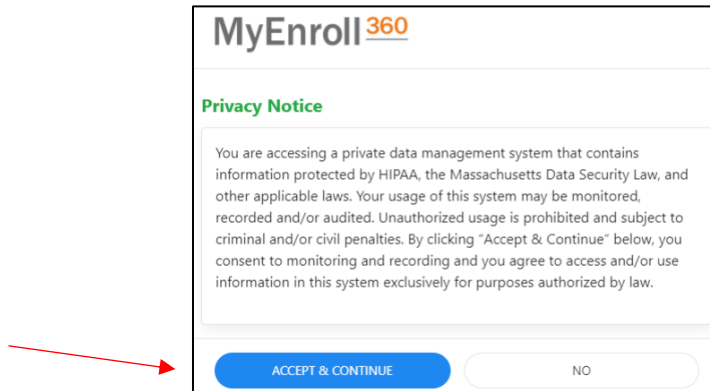 MyEnroll 360
Privacy Notice
You are accessing a private data management system that contains
information protected by HIPAA, the Massachusetts Data Security Law, and
other applicable laws. Your usage of this system may be monitored,
recorded and/or audited. Unauthorized usage is prohibited and subject to
criminal and/or civil penalties. By clicking "Accept & Continue" below, you
consent to monitoring and recording and you agree to access and/or use
information in this system exclusively for purposes authorized by law.
ACCEPT & CONTINUE NO